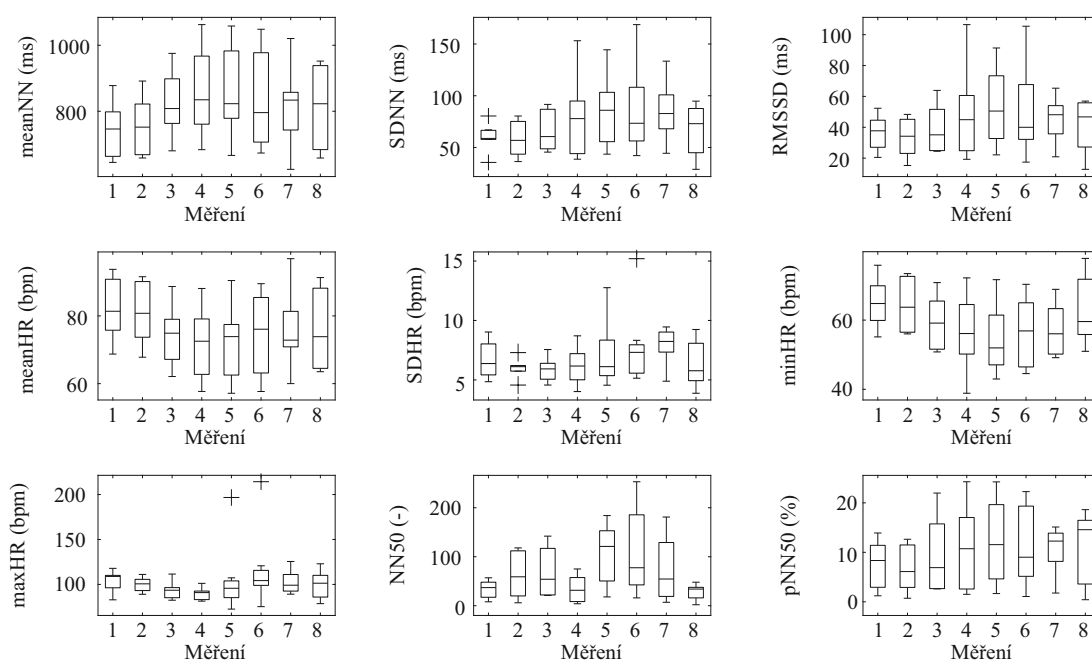 meanNN (ms)
1000
800
1 2 3 4 5 6 7 8
Měření
SDNN (ms)
150
100
50
1 2 3 4 5 6 7 8
Měření
RMSSD (ms)
100
80
60
40
20
1 2 3 4 5 6 7 8
Měření
meanHR (bpn)
80
60
1 2 3 4 5 6 7 8
Měření
SDHR (bpm)
15
10
5
1 2 3 4 5 6 7 8
Měření
minHR (bpm)
60
40
1 2 3 4 5 6 7 8
Měření
maxHR (bpm)
200
150
100
1 2 3 4 5 6 7 8
Měření
NN50 (-)
200
100
0
1 2 3 4 5 6 7 8
Měření
pNN50 (%)
20
10
0
1 2 3 4 5 6 7 8
Měření